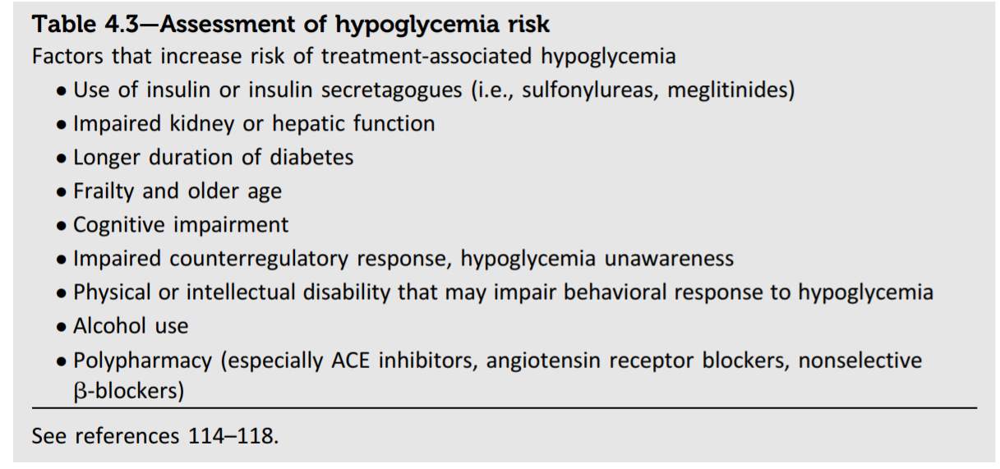 Table 4.3—Assessment of hypoglycemia risk
Factors that increase risk of treatment-associated hypoglycemia
• Use of insulin or insulin secretagogues (i.e., sulfonylureas, meglitinides)
• Impaired kidney or hepatic function
• Longer duration of diabetes
• Frailty and older age
• Cognitive impairment
• Impaired counterregulatory response, hypoglycemia unawareness
• Physical or intellectual disability that may impair behavioral response to hypoglycemia
• Alcohol use
• Polypharmacy (especially ACE inhibitors, angiotensin receptor blockers, nonselective
β-blockers)
See references 114–118.